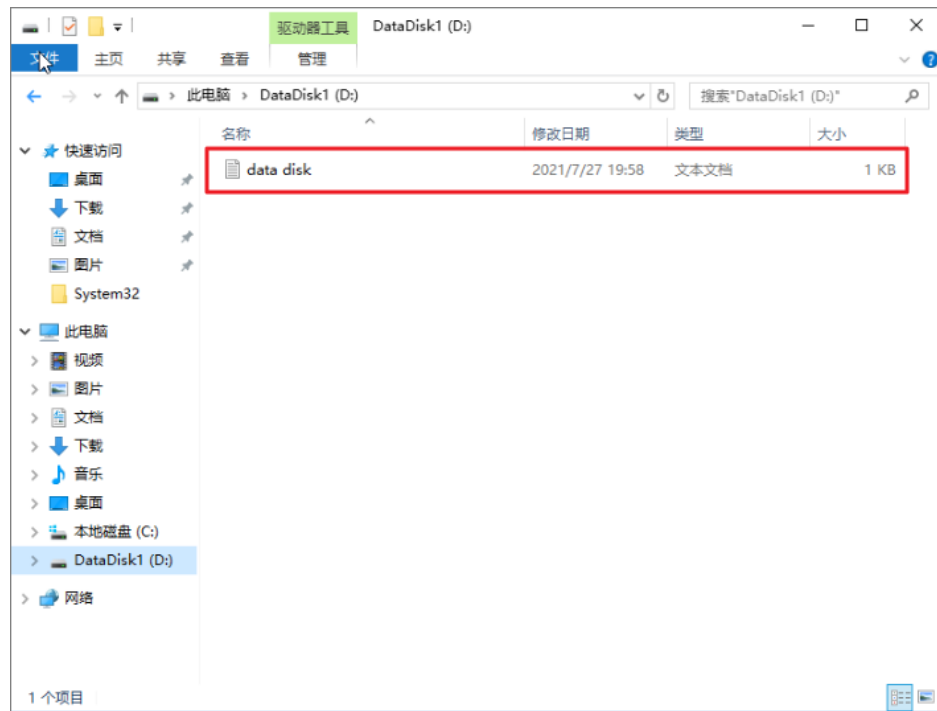 驱动器工具 DataDisk1 (D:)
文件 主页 共享 查看 管理
此电脑 DataDisk1 (D:) 搜索"DataDisk1 (D:)"
名称 修改日期 类型 大小
data disk 2021/7/27 19:58 文本文档 1 KB
快速访问
桌面
下载
文档
图片
System32
此电脑
视频
图片
文档
下载
音乐
桌面
本地磁盘 (C:)
DataDisk1 (D:)
网络
1 个项目